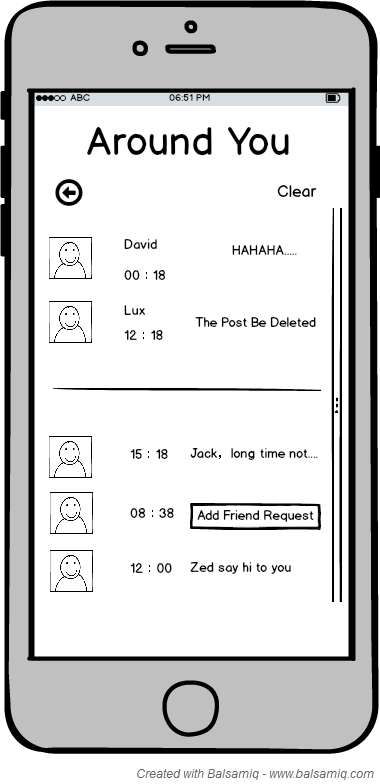 ABC 06:51 PM
Around You
Clear
David
HAHAHA.....
00 : 18
Lux
The Post Be Deleted
12 : 18
15 : 18 Jack, long time not....
08 : 38 Add Friend Request
12 : 00 Zed say hi to you
Created with Balsamiq - www.balsamiq.com